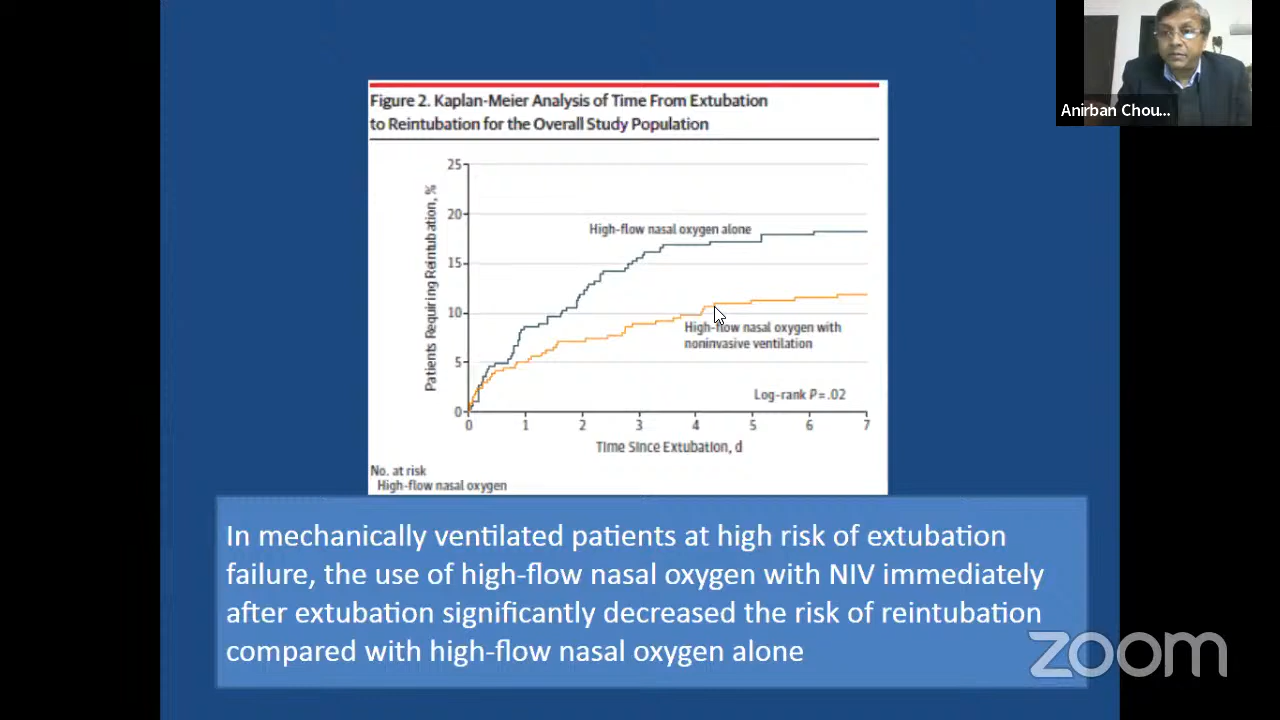 Anirban Chou...
Figure 2. Kaplan-Meier Analysis of Time From Extubation
to Reintubation for the Overall Study Population
Patients Requiring Reintubation, %
25
20
15
10
5
0
High-flow nasal oxygen alone
High-flow nasal oxygen with
noninvasive ventilation
Log-rank P=.02
0 1 2 3 4 5 6 7
Time Since Extubation, d
No. at risk
High-flow nasal oxygen
In mechanically ventilated patients at high risk of extubation
failure, the use of high-flow nasal oxygen with NIV immediately
after extubation significantly decreased the risk of reintubation
compared with high-flow nasal oxygen alone
zoom